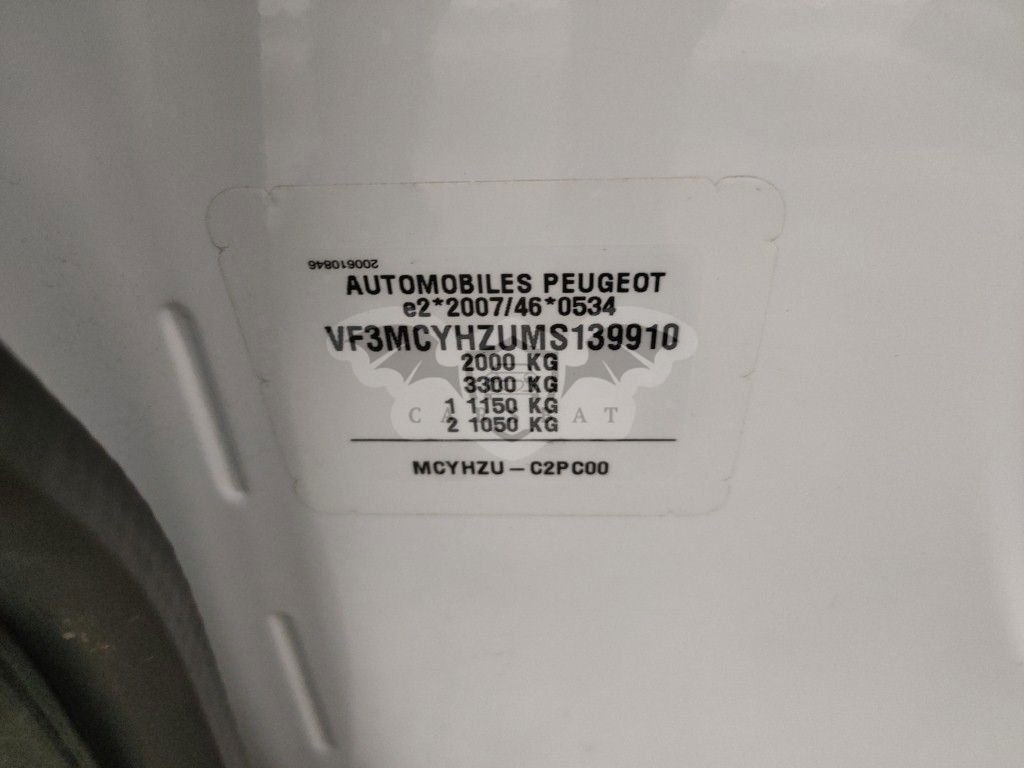 200610846
AUTOMOBILES PEUGEOT
e2*2007/46*0534
VF3MCYHZUMS139910
2000 KG
3300 KG
1 1150 KG
2 1050 KG
MCYHZU – C2PC00